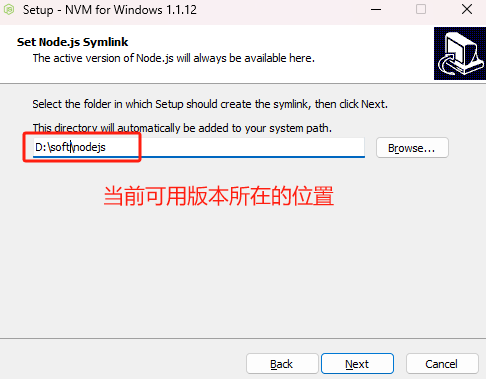 Setup - NVM for Windows 1.1.12
Set Node.js Symlink
The active version of Node.js will always be available here.
Select the folder in which Setup should create the symlink, then click Next.
This directory will automatically be added to your system path.
D:\soft\nodejs
Browse...
当前可用版本所在的位置
Back
Next
Cancel